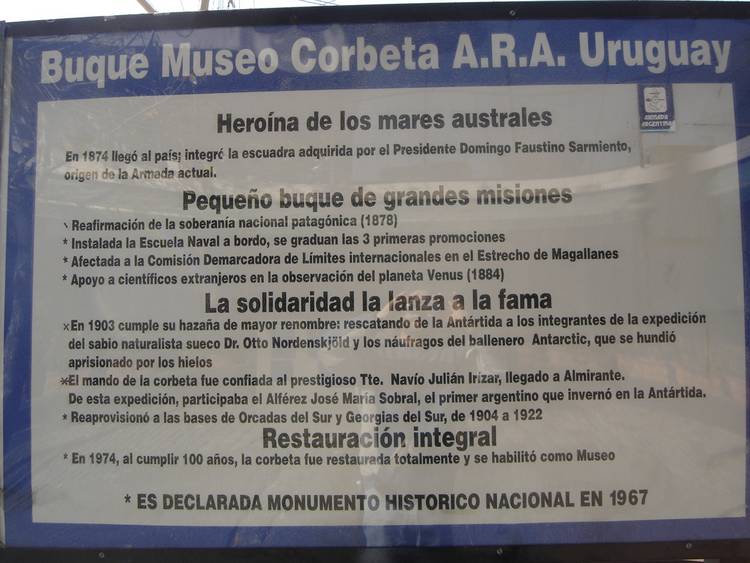 Buque Museo Corbeta A.R.A. Uruguay
ARMADA
ARGENTINA
Heroína de los mares australes
En 1874 llegó al país; integró la escuadra adquirida por el Presidente Domingo Faustino Sarmiento,
origen de la Armada actual.
Pequeño buque de grandes misiones
* Reafirmación de la soberanía nacional patagónica (1878)
* Instalada la Escuela Naval a bordo, se graduan las 3 primeras promociones
* Afectada a la Comisión Demarcadora de Límites internacionales en el Estrecho de Magallanes
* Apoyo a científicos extranjeros en la observación del planeta Venus (1884)
La solidaridad la lanza a la fama
*En 1903 cumple su hazaña de mayor renombre: rescatando de la Antártida a los integrantes de la expedición
del sabio naturalista sueco Dr. Otto Nordenskjöld y los náufragos del ballenero Antarctic, que se hundió
aprisionado por los hielos
*El mando de la corbeta fue confiada al prestigioso Tte. Navío Julián Irízar, llegado a Almirante.
De esta expedición, participaba el Alférez José María Sobral, el primer argentino que invernó en la Antártida.
* Reaprovisionó a las bases de Orcadas del Sur y Georgias del Sur, de 1904 a 1922
Restauración integral
* En 1974, al cumplir 100 años, la corbeta fue restaurada totalmente y se habilitó como Museo
* ES DECLARADA MONUMENTO HISTORICO NACIONAL EN 1967